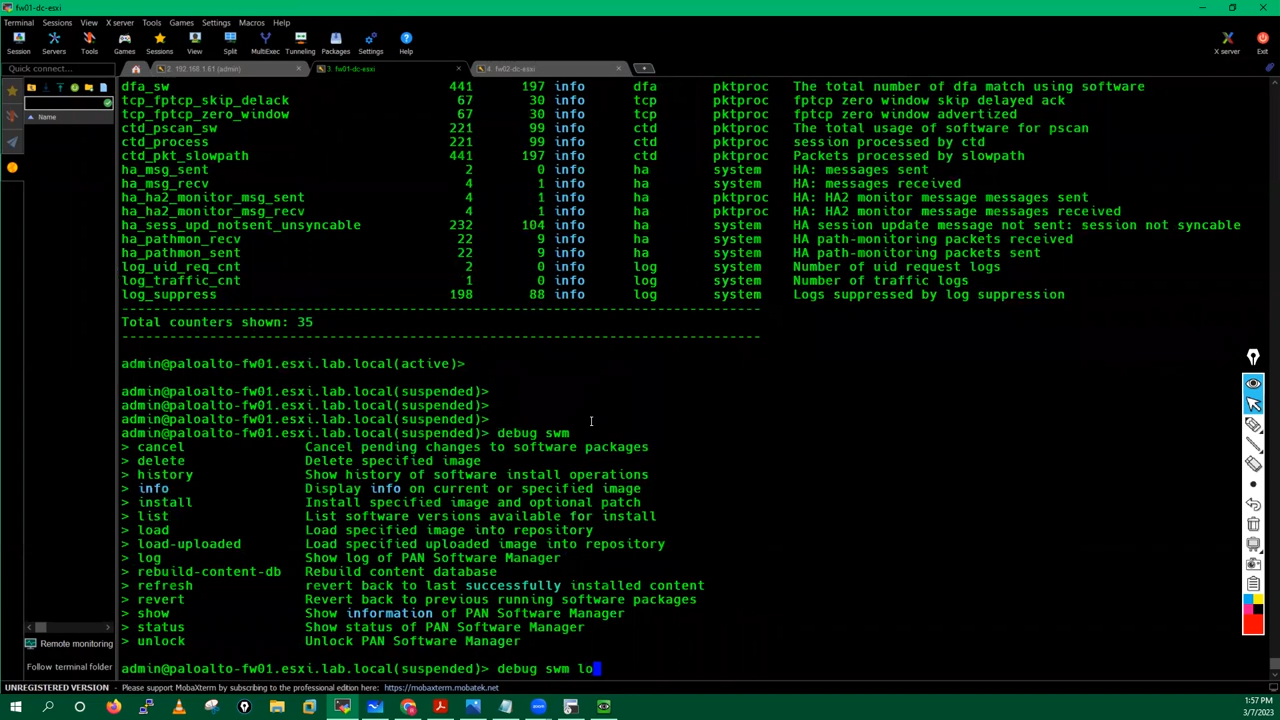 fw01-dc-esxi
Terminal Sessions View X server Tools Games Settings Macros Help
Session Servers Tools Games Sessions View Split MultiExec Tunneling Packages Settings Help X server Exit
Quick connect...
2. 192.168.1.61 (admin)
3. fw01-dc-esxi
4. fw02-dc-esxi
Name
dfa_sw 441 197 info dfa pktproc The total number of dfa match using software
tcp_fptcp_skip_delack 67 30 info tcp pktproc fptcp zero window skip delayed ack
tcp_fptcp_zero_window 67 30 info tcp pktproc fptcp zero window advertized
ctd_pscan_sw 221 99 info ctd pktproc The total usage of software for pscan
ctd_process 221 99 info ctd pktproc session processed by ctd
ctd_pkt_slowpath 441 197 info ctd pktproc Packets processed by slowpath
ha_msg_sent 2 0 info ha system HA: messages sent
ha_msg_recv 4 1 info ha system HA: messages received
ha_ha2_monitor_msg_sent 4 1 info ha system HA: HA2 monitor message messages sent
ha_ha2_monitor_msg_recv 4 1 info ha system HA: HA2 monitor message messages received
ha_sess_upd_notsent_unsyncable 232 104 info ha system HA session update message not sent: session not syncable
ha_pathmon_recv 22 9 info ha system HA path-monitoring packets received
ha_pathmon_sent 22 9 info ha system HA path-monitoring packets sent
log_uid_req_cnt 2 0 info log system Number of uid request logs
log_traffic_cnt 1 0 info log system Number of traffic logs
log_suppress 198 88 info log system Logs suppressed by log suppression
--------------------------------------------------------------------------------
Total counters shown: 35
--------------------------------------------------------------------------------
admin@paloalto-fw01.esxi.lab.local(active)>
admin@paloalto-fw01.esxi.lab.local(suspended)>
admin@paloalto-fw01.esxi.lab.local(suspended)>
admin@paloalto-fw01.esxi.lab.local(suspended)>
admin@paloalto-fw01.esxi.lab.local(suspended)> debug swm
> cancel Cancel pending changes to software packages
> delete Delete specified image
> history Show history of software install operations
> info Display info on current or specified image
> install Install specified image and optional patch
> list List software versions available for install
> load Load specified image into repository
> load-uploaded Load specified uploaded image into repository
> log Show log of PAN Software Manager
> rebuild-content-db Rebuild content database
> refresh revert back to last successfully installed content
> revert Revert back to previous running software packages
> show Show information of PAN Software Manager
> status Show status of PAN Software Manager
> unlock Unlock PAN Software Manager
admin@paloalto-fw01.esxi.lab.local(suspended)> debug swm lo
Remote monitoring
Follow terminal folder
UNREGISTERED VERSION - Please support MobaXterm by subscribing to the professional edition here: https://mobaxterm.mobatek.net
1:57 PM
3/7/2023